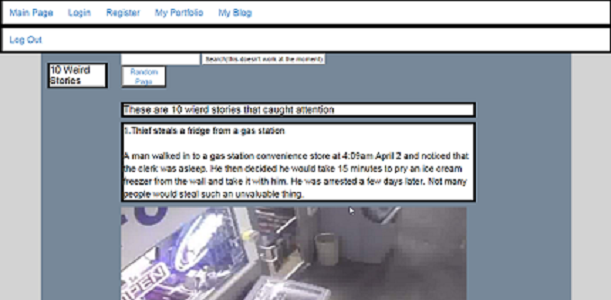 Main Page Login Register My Portfolio My Blog
Log Out
Search(this doesn't work at the moment)
10 Weird
Stories
Random
Page
These are 10 wierd stories that caught attention
1.Thief steals a fridge from a gas station
A man walked in to a gas station convenience store at 4:09am April 2 and noticed that
the clerk was asleep. He then decided he would take 15 minutes to pry an ice cream
freezer from the wall and take it with him. He was arrested a few days later. Not many
people would steal such an unvaluable thing.
OPEN